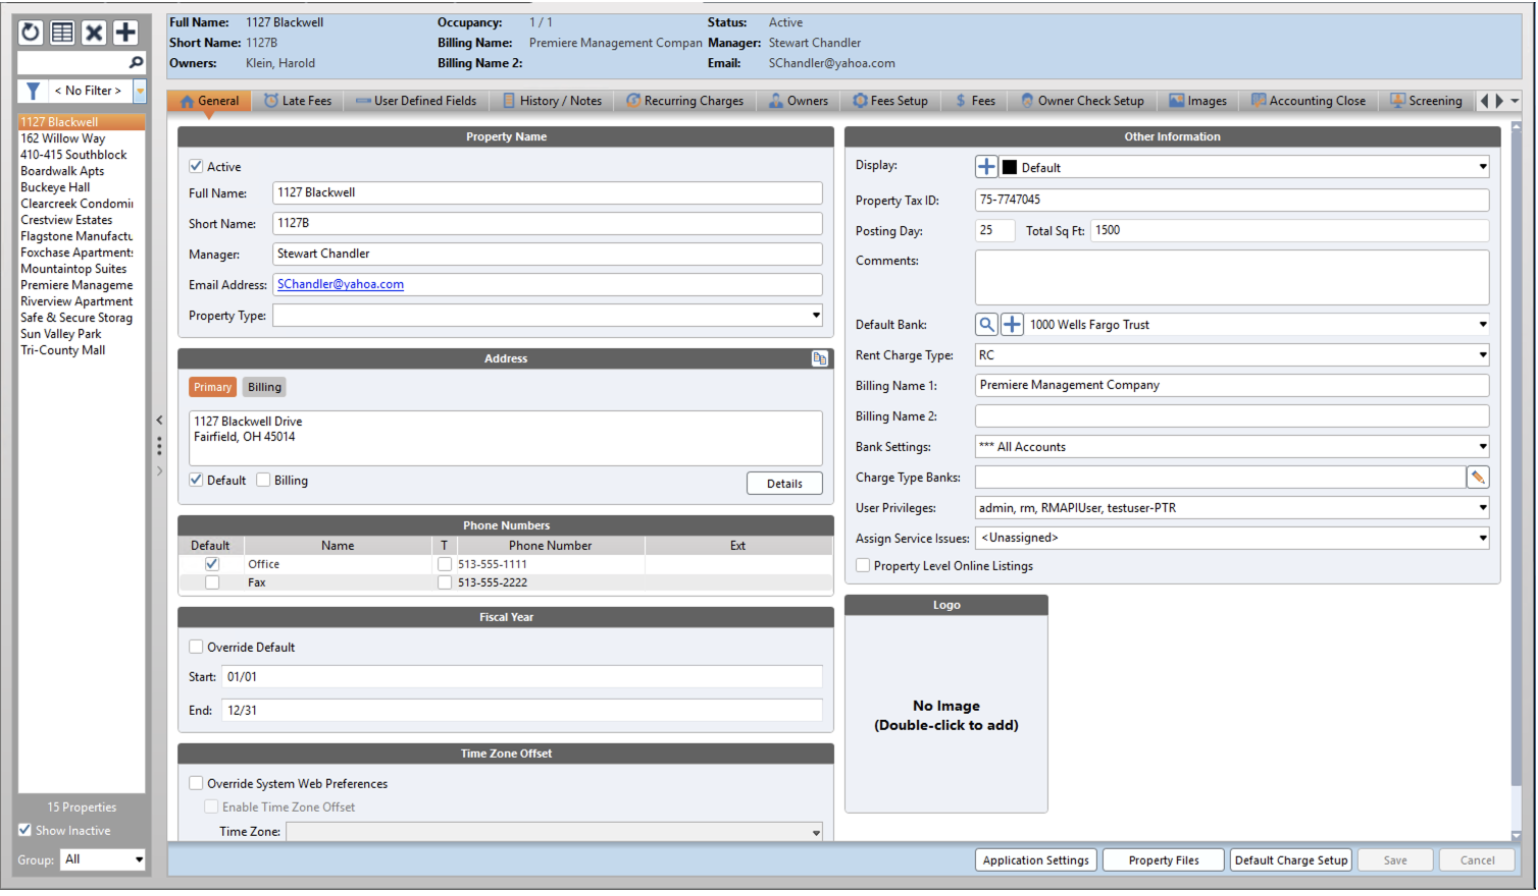 Full Name: 1127 Blackwell Occupancy: 1 / 1 Status: Active
Short Name: 1127B Billing Name: Premiere Management Compan Manager: Stewart Chandler
Owners: Klein, Harold Billing Name 2: Email: SChandler@yahoa.com
< No Filter >
1127 Blackwell
162 Willow Way
410-415 Southblock
Boardwalk Apts
Buckeye Hall
Clearcreek Condomii
Crestview Estates
Flagstone Manufactu
Foxchase Apartment:
Mountaintop Suites
Premiere Manageme
Riverview Apartment
Safe & Secure Storag
Sun Valley Park
Tri-County Mall
15 Properties
Show Inactive
Group: All
General Late Fees User Defined Fields History / Notes Recurring Charges Owners Fees Setup $ Fees Owner Check Setup Images Accounting Close Screening
Property Name
Active
Full Name: 1127 Blackwell
Short Name: 1127B
Manager: Stewart Chandler
Email Address: SChandler@yahoa.com
Property Type:
Address
Primary Billing
1127 Blackwell Drive
Fairfield, OH 45014
Default Billing Details
Phone Numbers
Default Name T Phone Number Ext
Office 513-555-1111
Fax 513-555-2222
Fiscal Year
Override Default
Start: 01/01
End: 12/31
Time Zone Offset
Override System Web Preferences
Enable Time Zone Offset
Time Zone:
Other Information
Display: Default
Property Tax ID: 75-7747045
Posting Day: 25 Total Sq Ft: 1500
Comments:
Default Bank: 1000 Wells Fargo Trust
Rent Charge Type: RC
Billing Name 1: Premiere Management Company
Billing Name 2:
Bank Settings: *** All Accounts
Charge Type Banks:
User Privileges: admin, rm, RMAPIUser, testuser-PTR
Assign Service Issues: <Unassigned>
Property Level Online Listings
Logo
No Image
(Double-click to add)
Application Settings Property Files Default Charge Setup Save Cancel